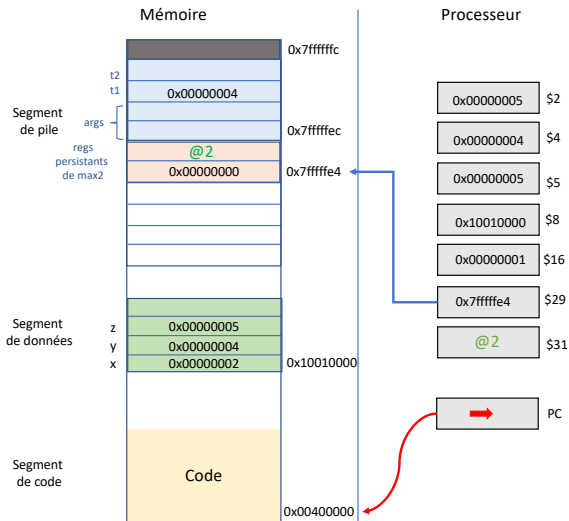 Mémoire
Processeur
0x7ffffffc
t2
t1
0x00000004
Segment
de pile
args
0x7fffffec
regs
persistants
de max2
@2
0x00000000
0x7fffffe4
0x00000005
$2
0x00000004
$4
0x00000005
$5
0x10010000
$8
0x00000001
$16
0x7fffffe4
$29
@2
$31
Segment
de données
z
0x00000005
y
0x00000004
x
0x00000002
0x10010000
PC
Segment
de code
Code
0x00400000